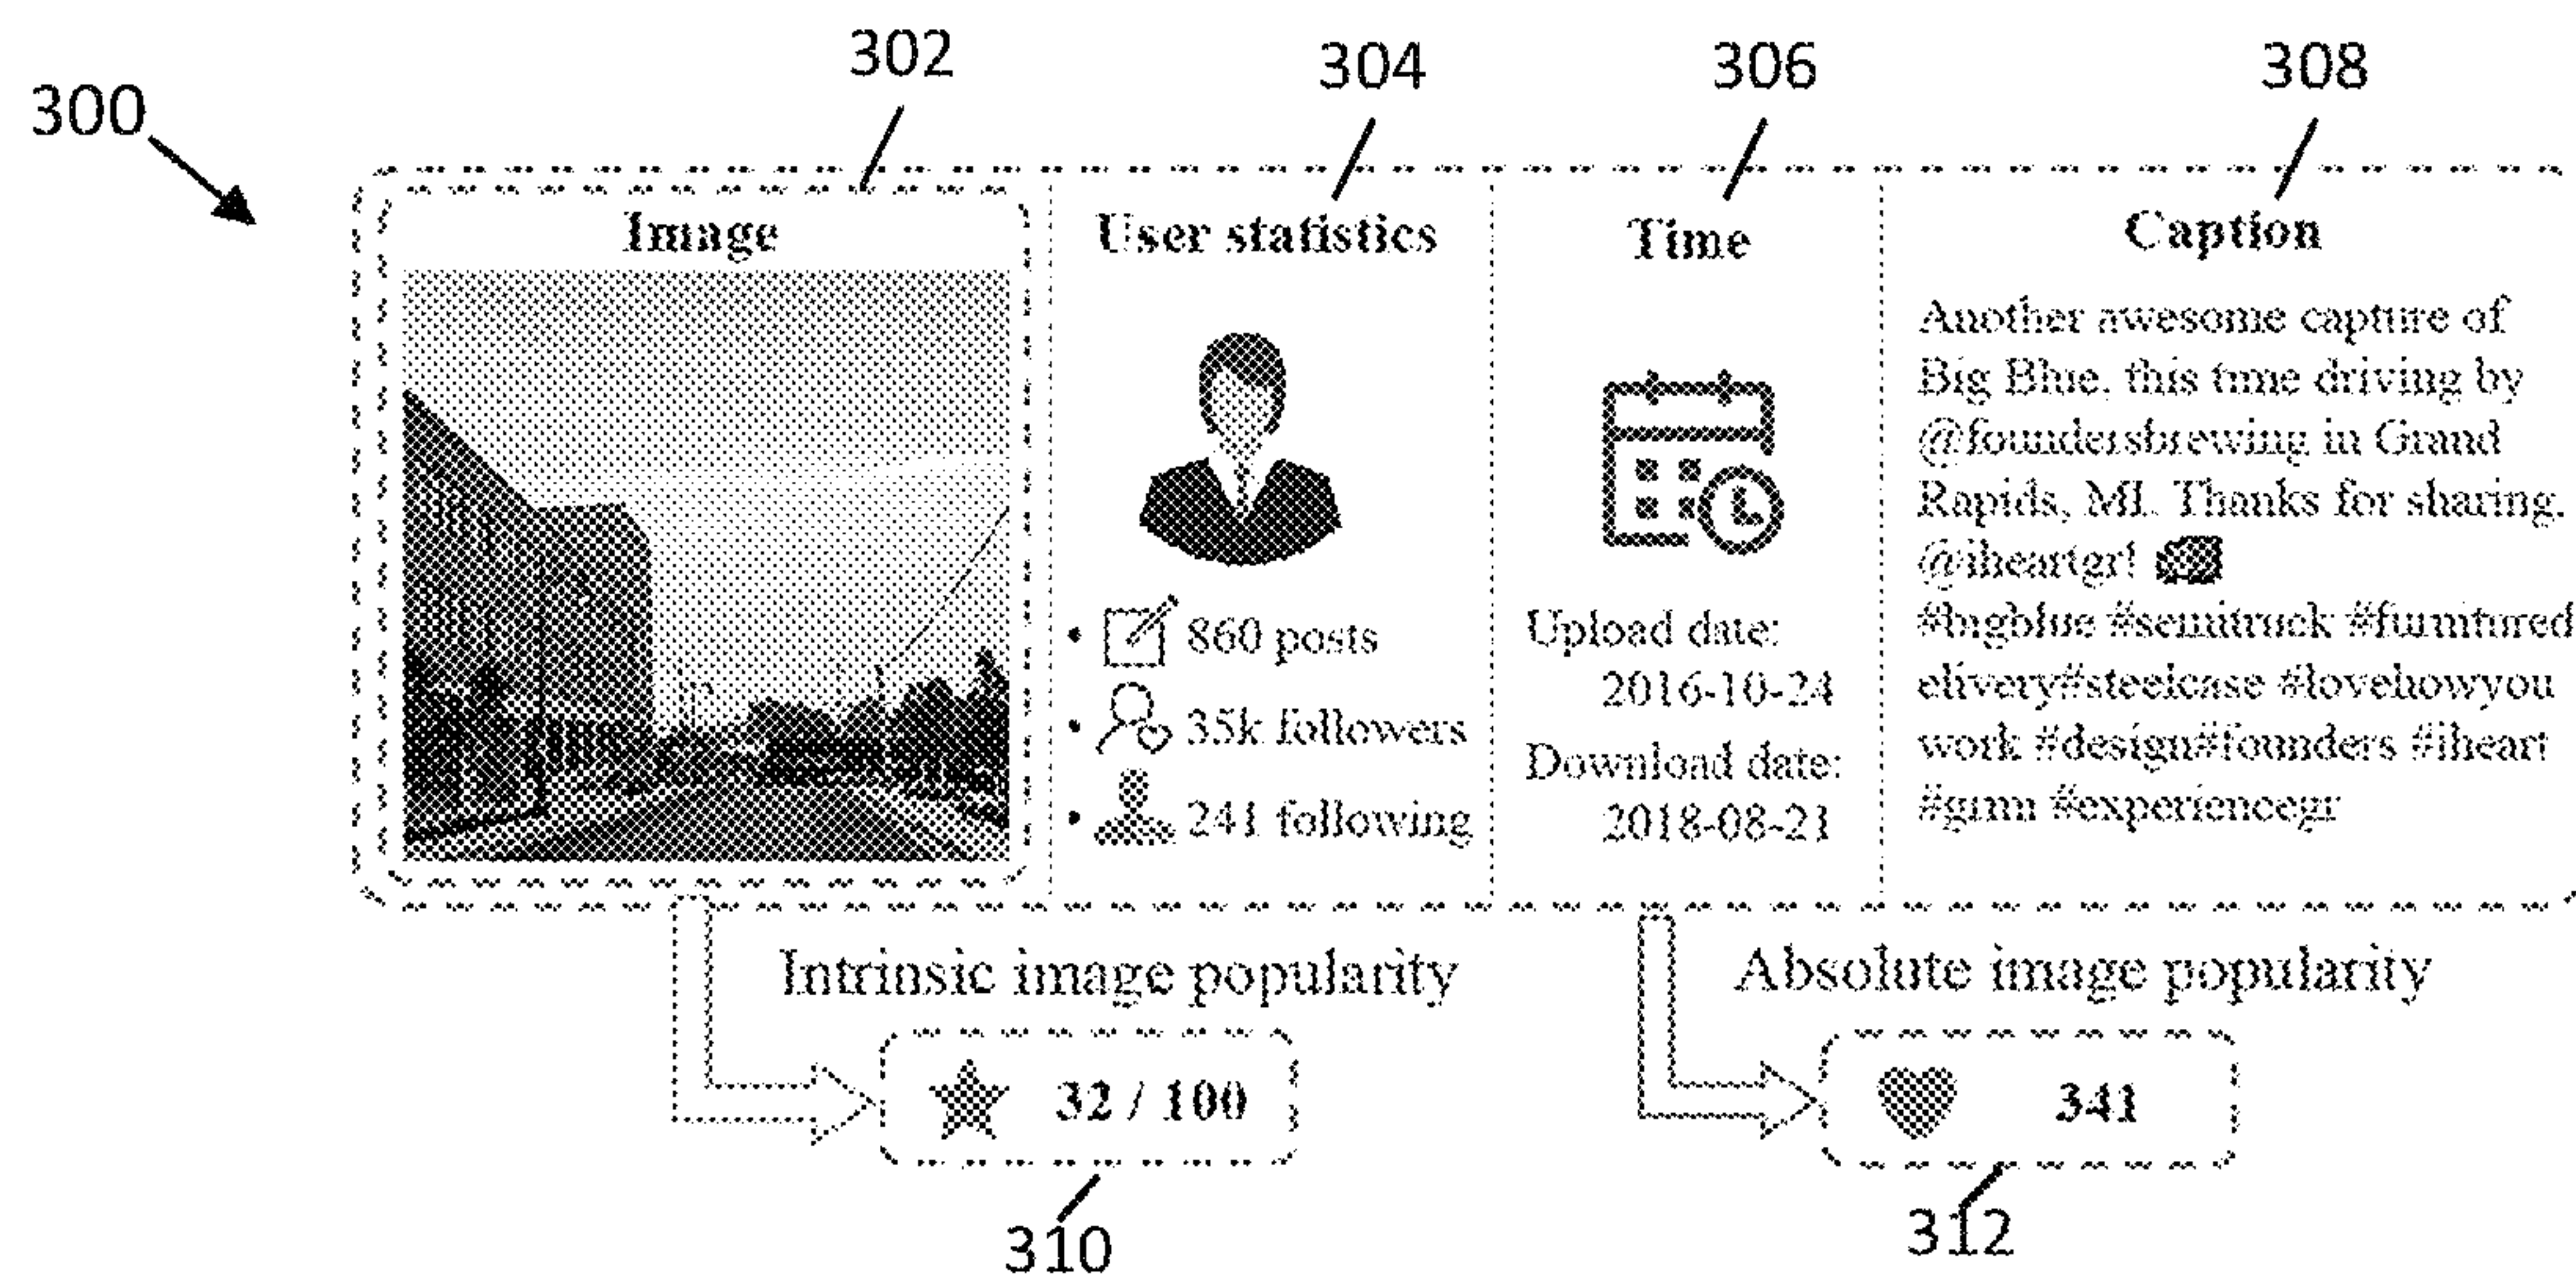 302
304
306
308
300
Image
User statistics
Time
Caption
Another awesome capture of
Big Blue, this time driving by
@foundersbrewing in Grand
Rapids, MI. Thanks for sharing,
@iheartgr!
#bigblue #semitruck #furnitured
elivery#steelcase #lovehowyou
work #design#founders #iheart
#grmi #experiencegr
860 posts
35k followers
241 following
Upload date:
2016-10-24
Download date:
2018-08-21
Intrinsic image popularity
Absolute image popularity
32 / 100
341
310
312